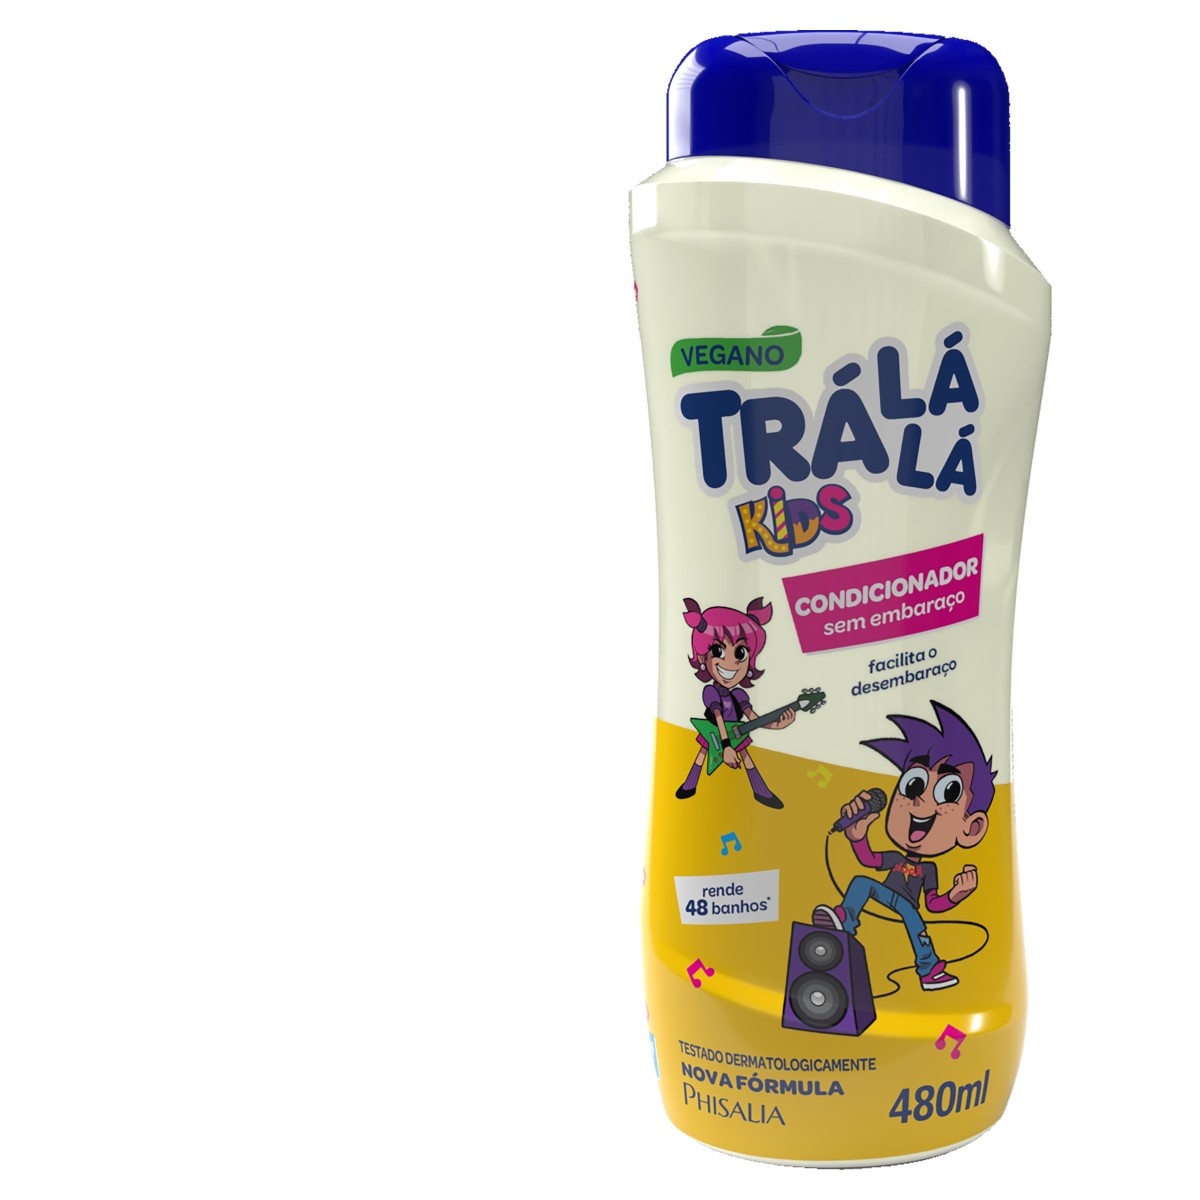 VEGANO
TRÁ LÁ
LÁ
KIDS
CONDICIONADOR
sem embaraço
facilita o
desembaraço
rende
48 banhos*
TESTADO DERMATOLOGICAMENTE
NOVA FÓRMULA
PHISALIA
480ml